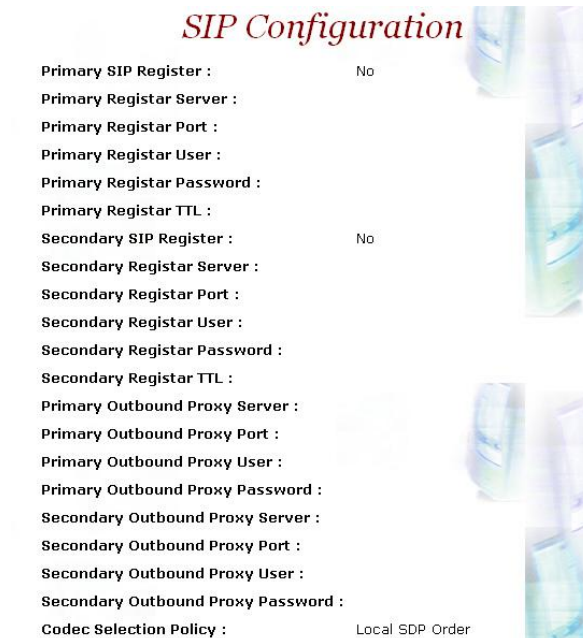 SIP Configuration
Primary SIP Register : No
Primary Registar Server :
Primary Registar Port :
Primary Registar User :
Primary Registar Password :
Primary Registar TTL :
Secondary SIP Register : No
Secondary Registar Server :
Secondary Registar Port :
Secondary Registar User :
Secondary Registar Password :
Secondary Registar TTL :
Primary Outbound Proxy Server :
Primary Outbound Proxy Port :
Primary Outbound Proxy User :
Primary Outbound Proxy Password :
Secondary Outbound Proxy Server :
Secondary Outbound Proxy Port :
Secondary Outbound Proxy User :
Secondary Outbound Proxy Password :
Codec Selection Policy : Local SDP Order